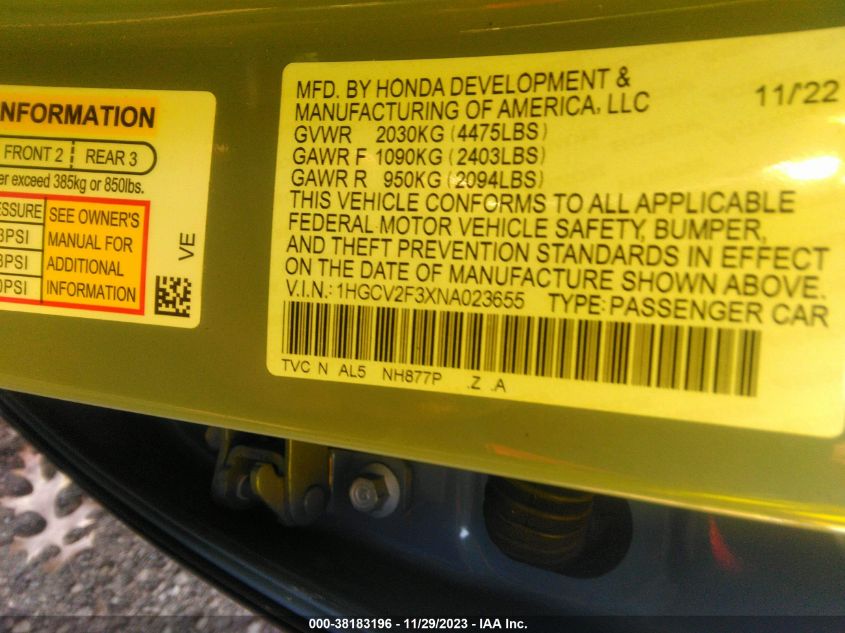 INFORMATION
FRONT 2 REAR 3
exceed 385kg or 850lbs.
SEE OWNER'S
MANUAL FOR
ADDITIONAL
INFORMATION
VE
MFD. BY HONDA DEVELOPMENT &
MANUFACTURING OF AMERICA, LLC 11/'22
GVWR 2030KG (4475LBS)
GAWR F 1090KG (2403LBS)
GAWR R 950KG (2094LBS)
THIS VEHICLE CONFORMS TO ALL APPLICABLE
FEDERAL MOTOR VEHICLE SAFETY, BUMPER,
AND THEFT PREVENTION STANDARDS IN EFFECT
ON THE DATE OF MANUFACTURE SHOWN ABOVE.
V.I.N.: 1HGCV2F3XNA023655 TYPE: PASSENGER CAR
TVC N AL5 NH877P .Z .A
000-38183196 - 11/29/2023 - IAA Inc.